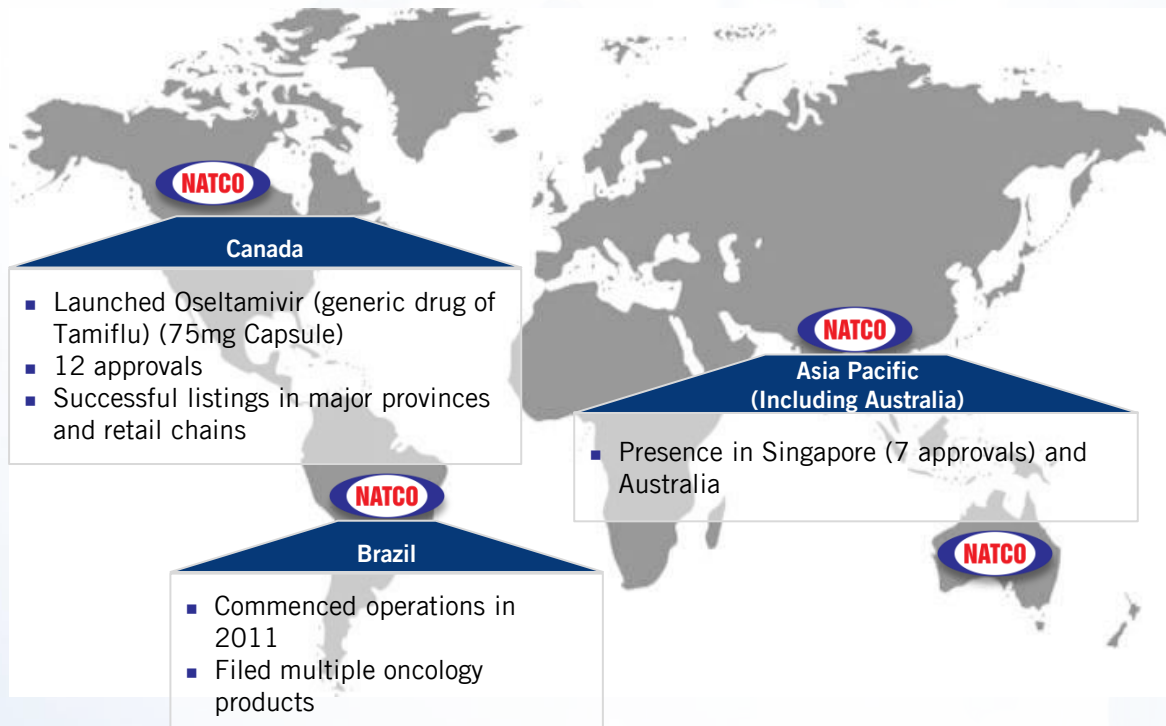 NATCO
Canada
■ Launched Oseltamivir (generic drug of
Tamiflu) (75mg Capsule)
■ 12 approvals
■ Successful listings in major provinces
and retail chains
NATCO
Asia Pacific
(Including Australia)
■ Presence in Singapore (7 approvals) and
Australia
NATCO
Brazil
■ Commenced operations in
2011
■ Filed multiple oncology
products
NATCO